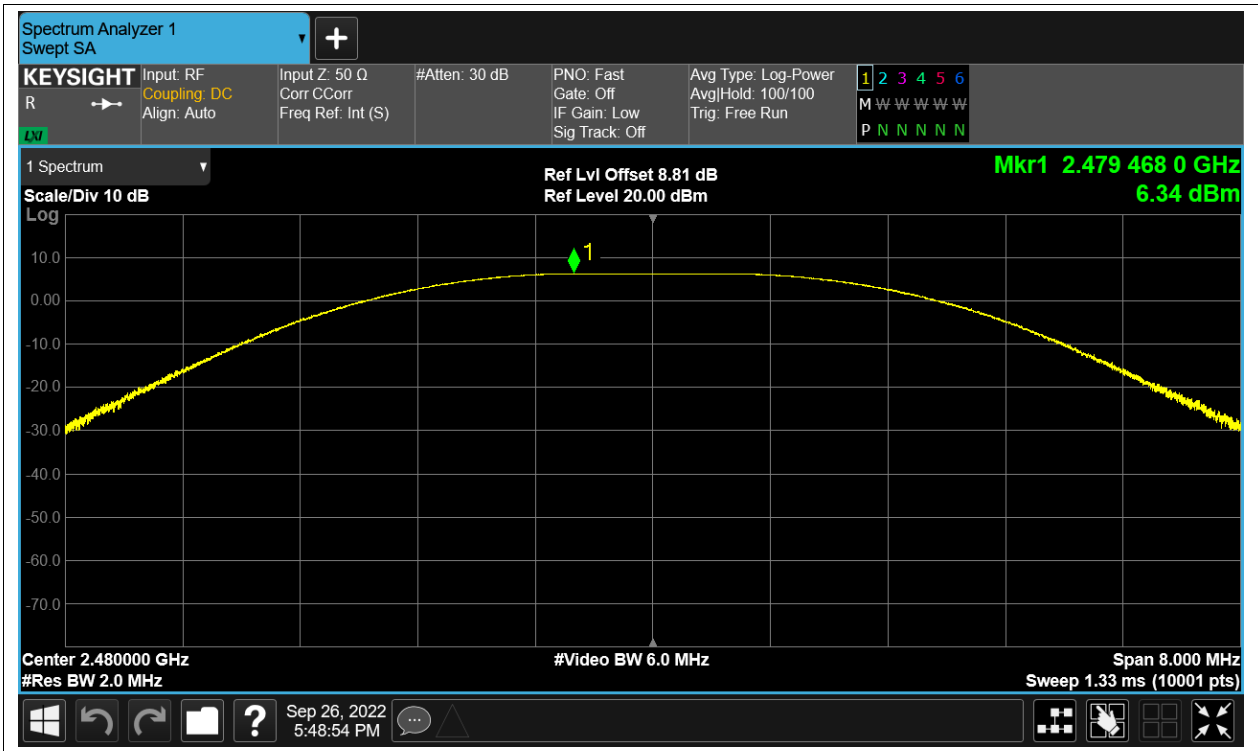 Spectrum Analyzer 1
Swept SA
KEYSIGHT
R
LXI
Input: RF
Coupling: DC
Align: Auto
Input Z: 50 Ω
Corr CCorr
Freq Ref: Int (S)
#Atten: 30 dB
PNO: Fast
Gate: Off
IF Gain: Low
Sig Track: Off
Avg Type: Log-Power
Avg|Hold: 100/100
Trig: Free Run
1 2 3 4 5 6
M W W W W W W
P N N N N N
1 Spectrum
Scale/Div 10 dB
Log
Ref Lvl Offset 8.81 dB
Ref Level 20.00 dBm
Mkr1 2.479 468 0 GHz
6.34 dBm
1
10.0
0.00
-10.0
-20.0
-30.0
-40.0
-50.0
-60.0
-70.0
Center 2.480000 GHz
#Res BW 2.0 MHz
#Video BW 6.0 MHz
Span 8.000 MHz
Sweep 1.33 ms (10001 pts)
?
Sep 26, 2022
5:48:54 PM